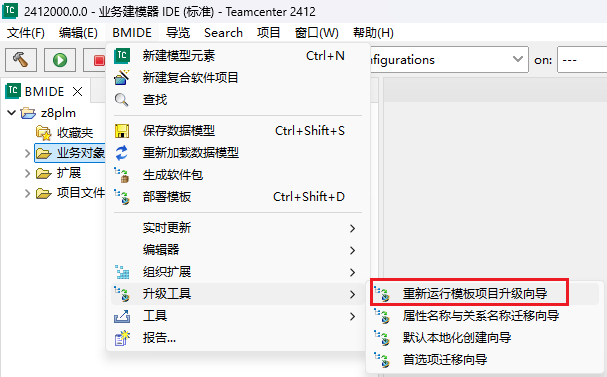 2412000.0.0 - 业务建模器 IDE (标准) - Teamcenter 2412
文件(F) 编辑(E) BMIDE 导览 Search 项目 窗口(W) 帮助(H)
figurations on: ---
BMIDE
z8plm
收藏夹
业务对象
扩展
项目文件
新建模型元素 Ctrl+N
新建复合软件项目
查找
保存数据模型 Ctrl+Shift+S
重新加载数据模型
生成软件包
部署模板 Ctrl+Shift+D
实时更新
编辑器
组织扩展
升级工具
工具
报告...
重新运行模板项目升级向导
属性名称与关系名称迁移向导
默认本地化创建向导
首选项迁移向导